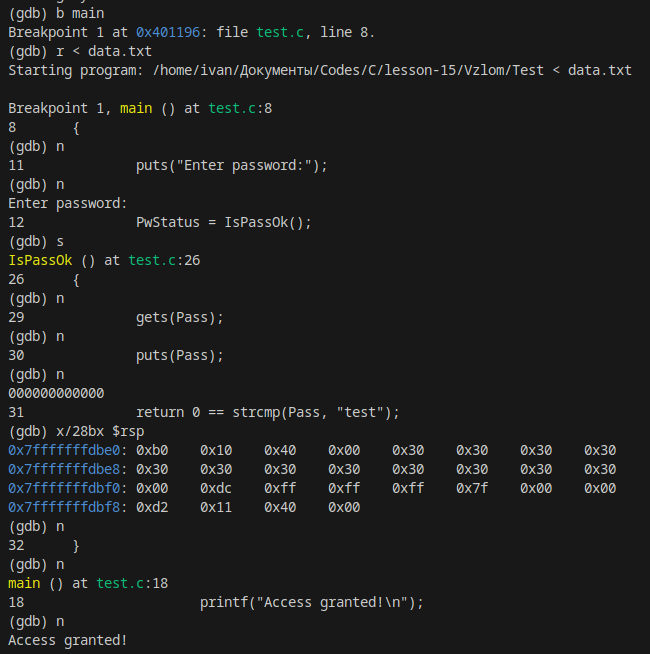 (gdb) b main
Breakpoint 1 at 0x401196: file test.c, line 8.
(gdb) r < data.txt
Starting program: /home/ivan/Документы/Codes/C/lesson-15/Vzlom/Test < data.txt
Breakpoint 1, main () at test.c:8
8 {
(gdb) n
11 puts("Enter password:");
(gdb) n
Enter password:
12 PwStatus = IsPassOk();
(gdb) s
IsPassOk () at test.c:26
26 {
(gdb) n
29 gets(Pass);
(gdb) n
30 puts(Pass);
(gdb) n
000000000000
31 return 0 == strcmp(Pass, "test");
(gdb) x/28bx $rsp
0x7fffffffdbe0: 0xb0 0x10 0x40 0x00 0x30 0x30 0x30 0x30
0x7fffffffdbe8: 0x30 0x30 0x30 0x30 0x30 0x30 0x30 0x30
0x7fffffffdbf0: 0x00 0xdc 0xff 0xff 0xff 0x7f 0x00 0x00
0x7fffffffdbf8: 0xd2 0x11 0x40 0x00
(gdb) n
32 }
(gdb) n
main () at test.c:18
18 printf("Access granted!\n");
(gdb) n
Access granted!